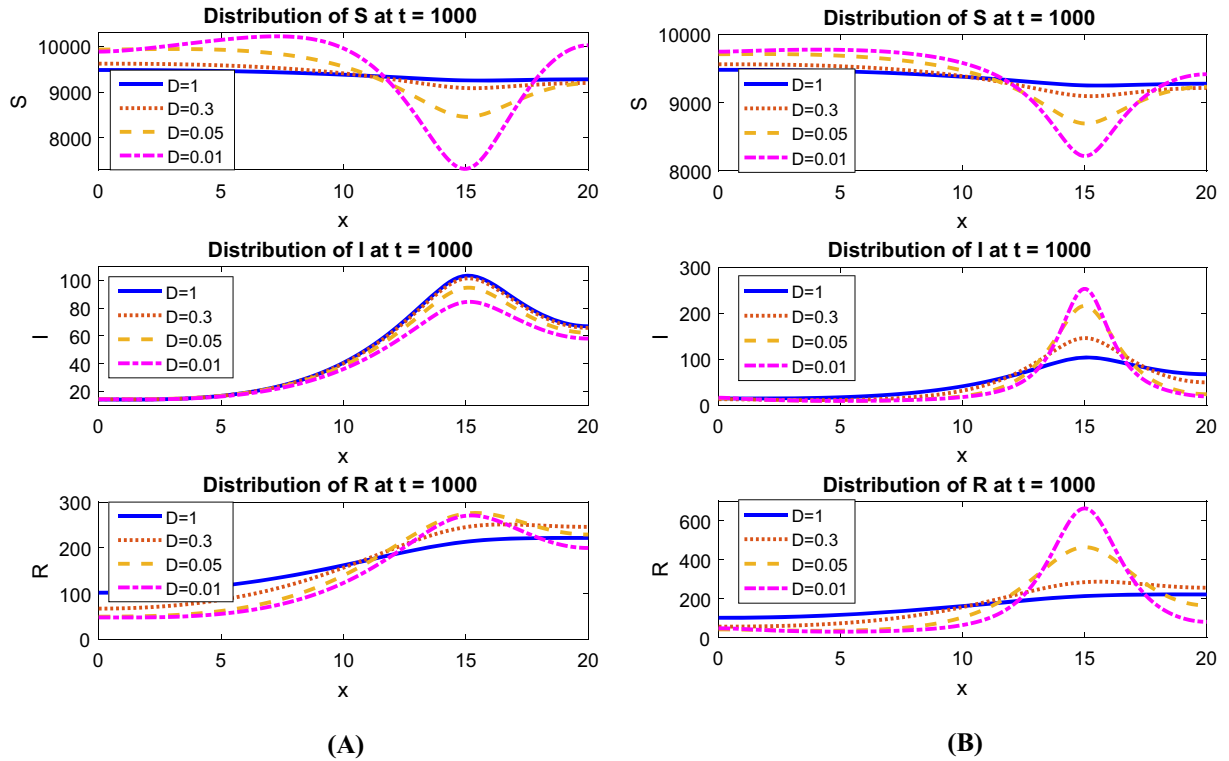 Distribution of S at t = 1000
10000
9000
8000
S
D=1
D=0.3
D=0.05
D=0.01
0 5 10 15 20
x
Distribution of I at t = 1000
100
80
60
40
20
I
D=1
D=0.3
D=0.05
D=0.01
0 5 10 15 20
x
Distribution of R at t = 1000
300
200
100
0
R
D=1
D=0.3
D=0.05
D=0.01
0 5 10 15 20
x
(A)
Distribution of S at t = 1000
10000
9000
8000
S
D=1
D=0.3
D=0.05
D=0.01
0 5 10 15 20
x
Distribution of I at t = 1000
300
200
100
0
I
D=1
D=0.3
D=0.05
D=0.01
0 5 10 15 20
x
Distribution of R at t = 1000
600
400
200
0
R
D=1
D=0.3
D=0.05
D=0.01
0 5 10 15 20
x
(B)